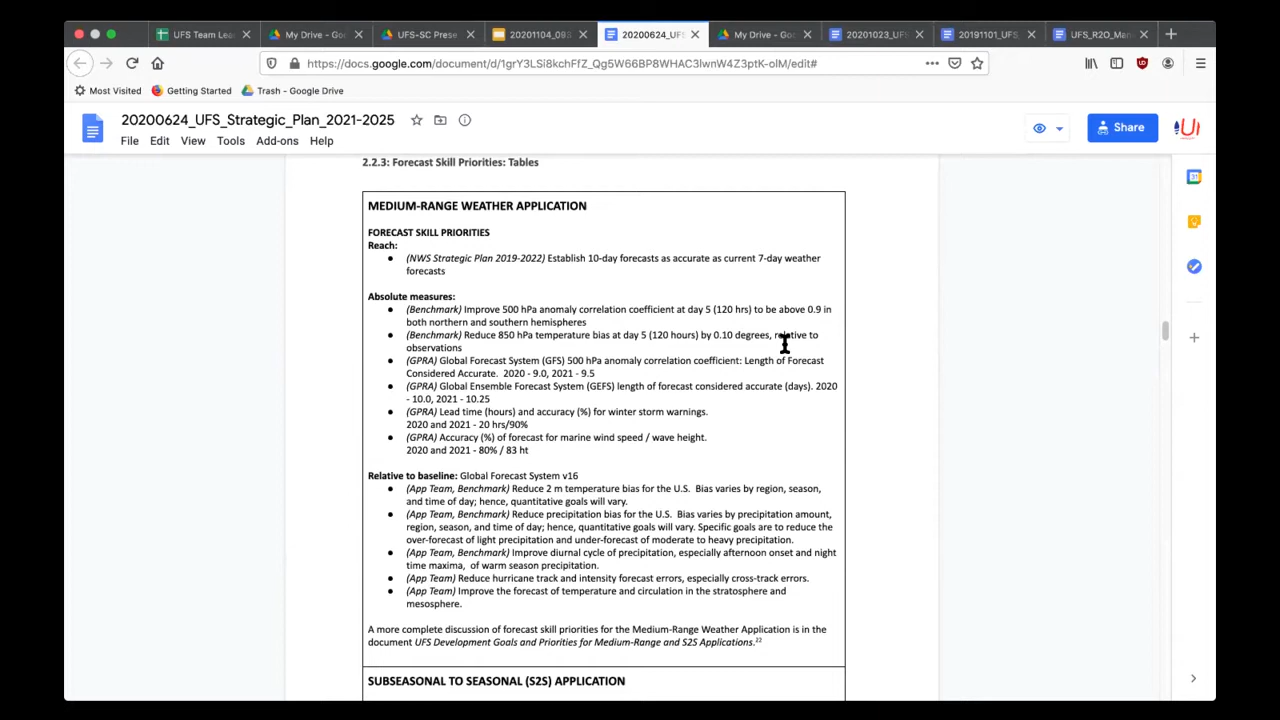 UFS Team Lea
My Drive - Goo
UFS-SC Prese
20201104_093
20200624_UFS
My Drive - Goo
20201023_UFS
20191101_UFS
UFS_R2O_Man
https://docs.google.com/document/d/1grY3LSi8kchFfZ_Qg5W66BP8WHAC3lwnW4Z3ptK-olM/edit#
Most Visited
Getting Started
Trash - Google Drive
20200624_UFS_Strategic_Plan_2021-2025
File Edit View Tools Add-ons Help
Share
2.2.3: Forecast Skill Priorities: Tables
MEDIUM-RANGE WEATHER APPLICATION
FORECAST SKILL PRIORITIES
Reach:
● (NWS Strategic Plan 2019-2022) Establish 10-day forecasts as accurate as current 7-day weather
forecasts
Absolute measures:
● (Benchmark) Improve 500 hPa anomaly correlation coefficient at day 5 (120 hrs) to be above 0.9 in
both northern and southern hemispheres
● (Benchmark) Reduce 850 hPa temperature bias at day 5 (120 hours) by 0.10 degrees, relative to
observations
● (GPRA) Global Forecast System (GFS) 500 hPa anomaly correlation coefficient: Length of Forecast
Considered Accurate. 2020 - 9.0, 2021 - 9.5
● (GPRA) Global Ensemble Forecast System (GEFS) length of forecast considered accurate (days). 2020
- 10.0, 2021 - 10.25
● (GPRA) Lead time (hours) and accuracy (%) for winter storm warnings.
2020 and 2021 - 20 hrs/90%
● (GPRA) Accuracy (%) of forecast for marine wind speed / wave height.
2020 and 2021 - 80% / 83 ht
Relative to baseline: Global Forecast System v16
● (App Team, Benchmark) Reduce 2 m temperature bias for the U.S. Bias varies by region, season,
and time of day; hence, quantitative goals will vary.
● (App Team, Benchmark) Reduce precipitation bias for the U.S. Bias varies by precipitation amount,
region, season, and time of day; hence, quantitative goals will vary. Specific goals are to reduce the
over-forecast of light precipitation and under-forecast of moderate to heavy precipitation.
● (App Team, Benchmark) Improve diurnal cycle of precipitation, especially afternoon onset and night
time maxima, of warm season precipitation.
● (App Team) Reduce hurricane track and intensity forecast errors, especially cross-track errors.
● (App Team) Improve the forecast of temperature and circulation in the stratosphere and
mesosphere.
A more complete discussion of forecast skill priorities for the Medium-Range Weather Application is in the
document UFS Development Goals and Priorities for Medium-Range and S2S Applications.22
SUBSEASONAL TO SEASONAL (S2S) APPLICATION